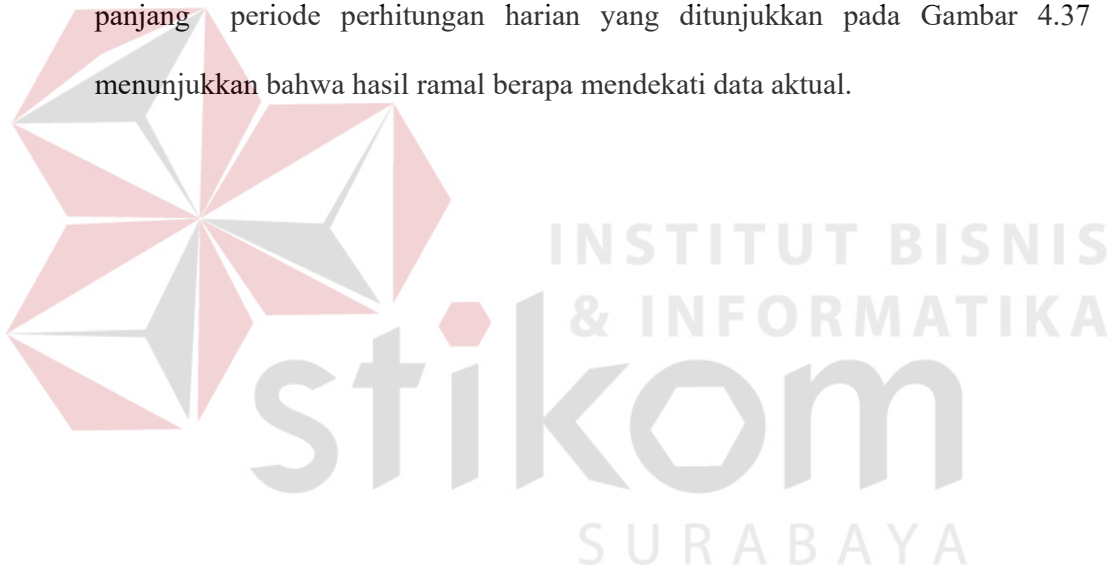 panjang periode perhitungan harian yang ditunjukkan pada Gambar 4.37
menunjukkan bahwa hasil ramal berapa mendekati data aktual.
INSTITUT BISNIS
& INFORMATIKA
stikom
SURABAYA